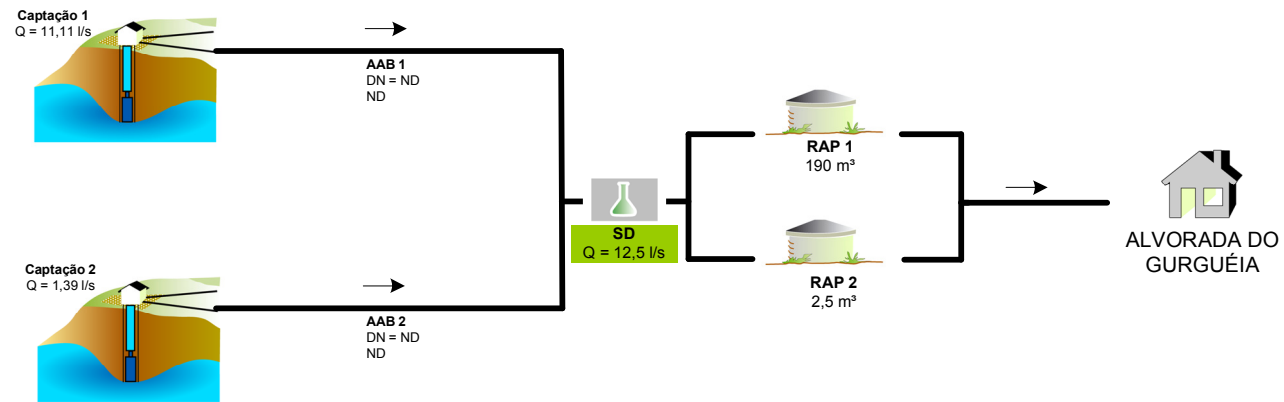 Captação 1
Q = 11,11 l/s
AAB 1
DN = ND
ND
RAP 1
190 m³
SD
Q = 12,5 l/s
ALVORADA DO
GURGUÉIA
Captação 2
Q = 1,39 l/s
RAP 2
2,5 m³
AAB 2
DN = ND
ND